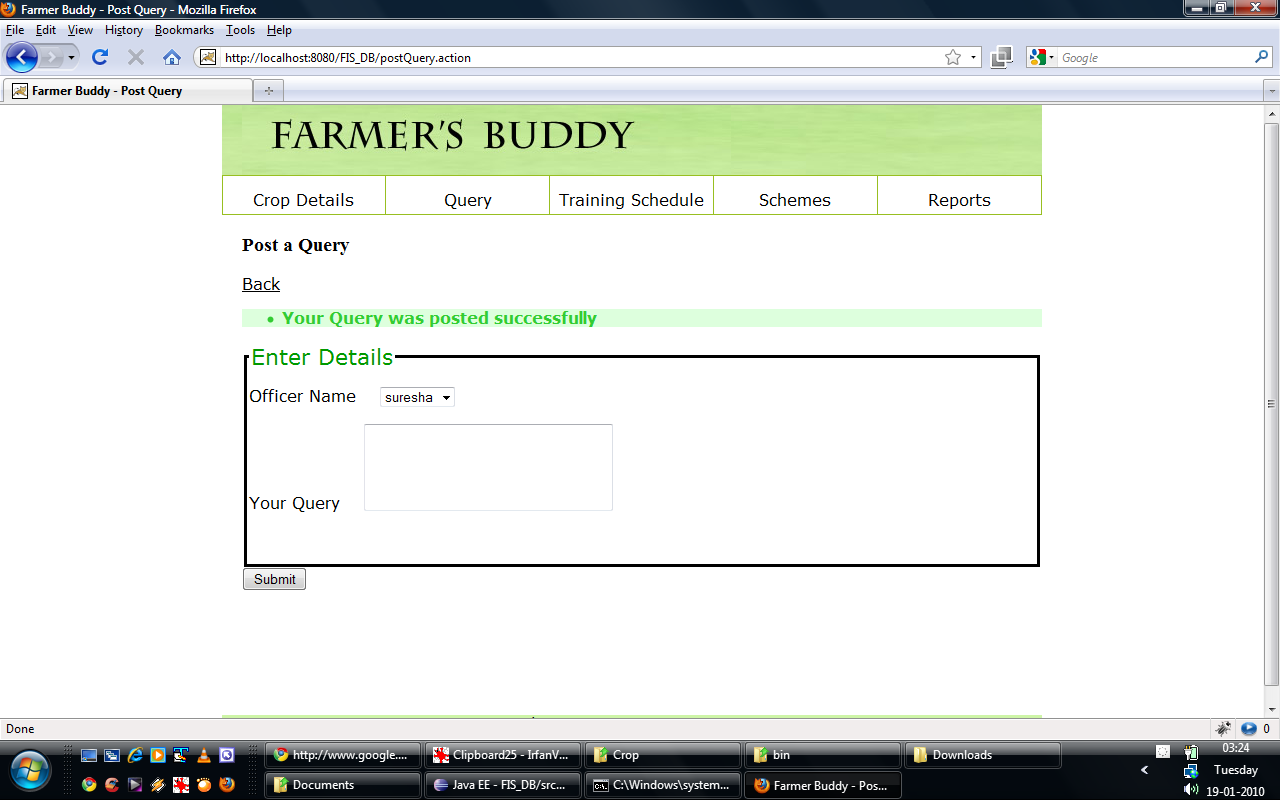 Farmer Buddy - Post Query - Mozilla Firefox
File Edit View History Bookmarks Tools Help
http://localhost:8080/FIS_DB/postQuery.action Google
Farmer Buddy - Post Query
FARMER'S BUDDY
Crop Details Query Training Schedule Schemes Reports
Post a Query
Back
Your Query was posted successfully
Enter Details
Officer Name suresha
Your Query
Submit
Done 0
http://www.google.... Clipboard25 - IrfanV... Crop bin Downloads 03:24
Tuesday
Documents Java EE - FIS_DB/src... C:\Windows\system... Farmer Buddy - Pos... 19-01-2010